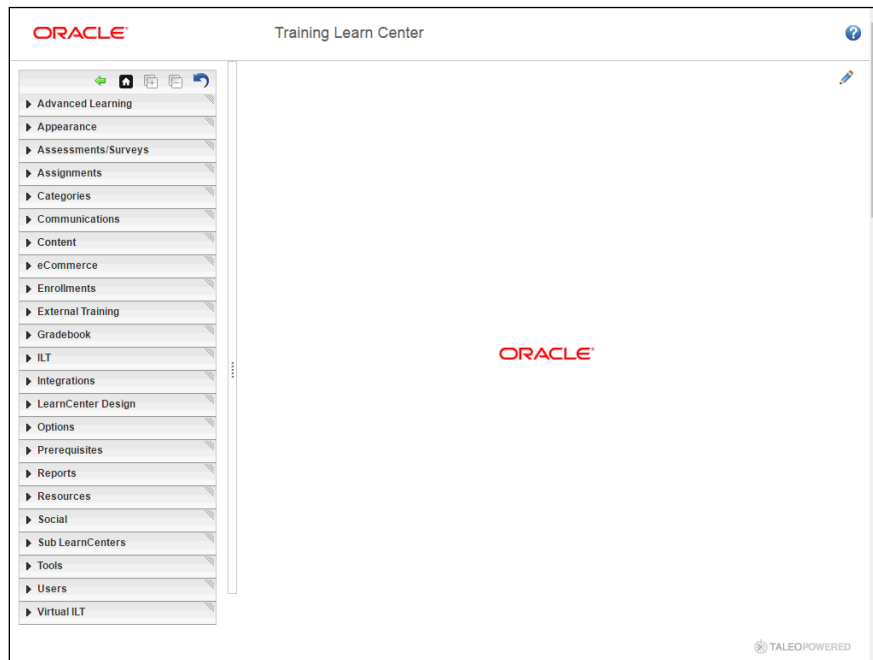 ORACLE®
Training Learn Center
?
Advanced Learning
Appearance
Assessments/Surveys
Assignments
Categories
Communications
Content
eCommerce
Enrollments
External Training
Gradebook
ILT
Integrations
LearnCenter Design
Options
Prerequisites
Reports
Resources
Social
Sub LearnCenters
Tools
Users
Virtual ILT
ORACLE®
TALEOPOWERED